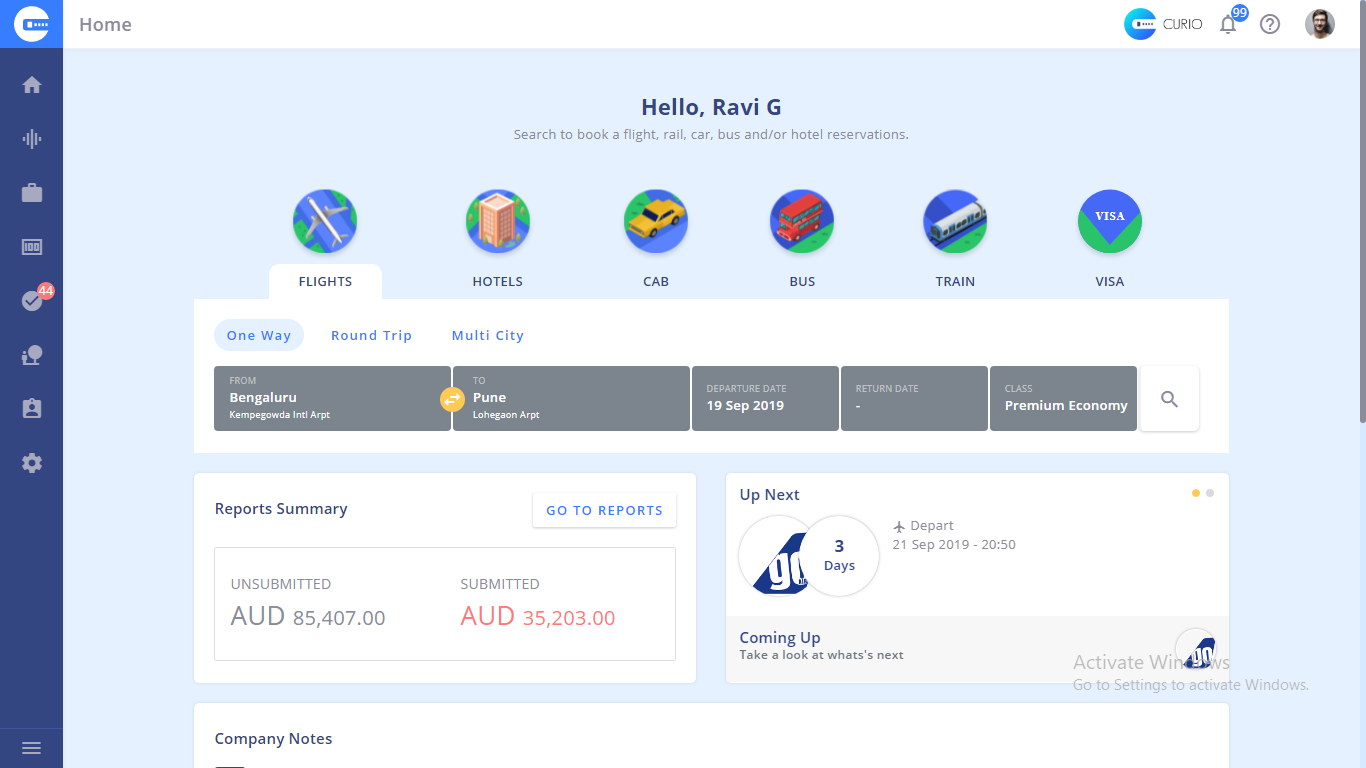 Home
CURIO
99
Hello, Ravi G
Search to book a flight, rail, car, bus and/or hotel reservations.
VISA
FLIGHTS
HOTELS
CAB
BUS
TRAIN
VISA
100
44
One Way
Round Trip
Multi City
FROM
Bengaluru
Kempegowda Intl Arpt
TO
Pune
Lohegaon Arpt
DEPARTURE DATE
19 Sep 2019
RETURN DATE
-
CLASS
Premium Economy
Reports Summary
GO TO REPORTS
UNSUBMITTED
AUD 85,407.00
SUBMITTED
AUD 35,203.00
Up Next
go
3
Days
Depart
21 Sep 2019 - 20:50
Coming Up
Take a look at whats's next
go
Activate Windows
Go to Settings to activate Windows.
Company Notes